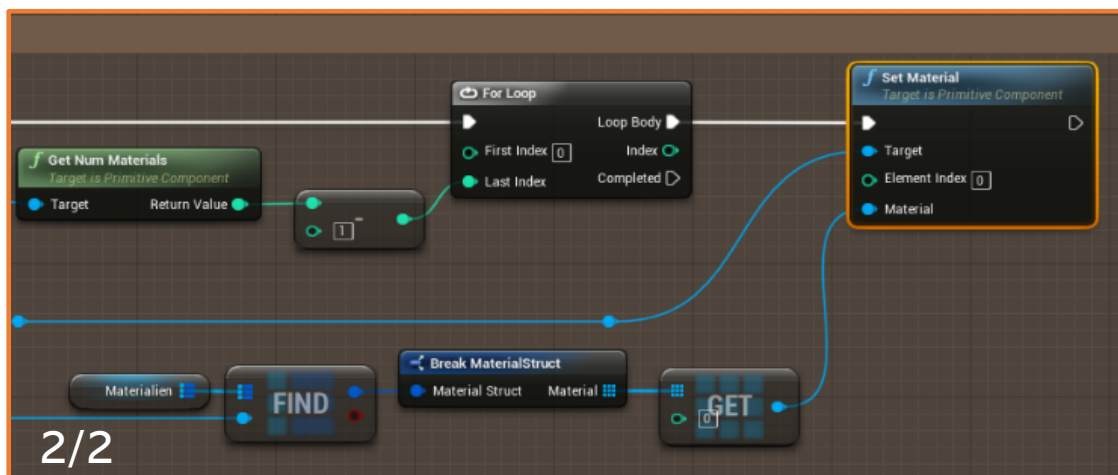 For Loop
Loop Body
First Index 0
Index
Last Index
Completed
Set Material
Target is Primitive Component
Target
Element Index 0
Material
Get Num Materials
Target is Primitive Component
Target
Return Value
-
1
Materialien
FIND
Break MaterialStruct
Material Struct
Material
GET
0
2/2